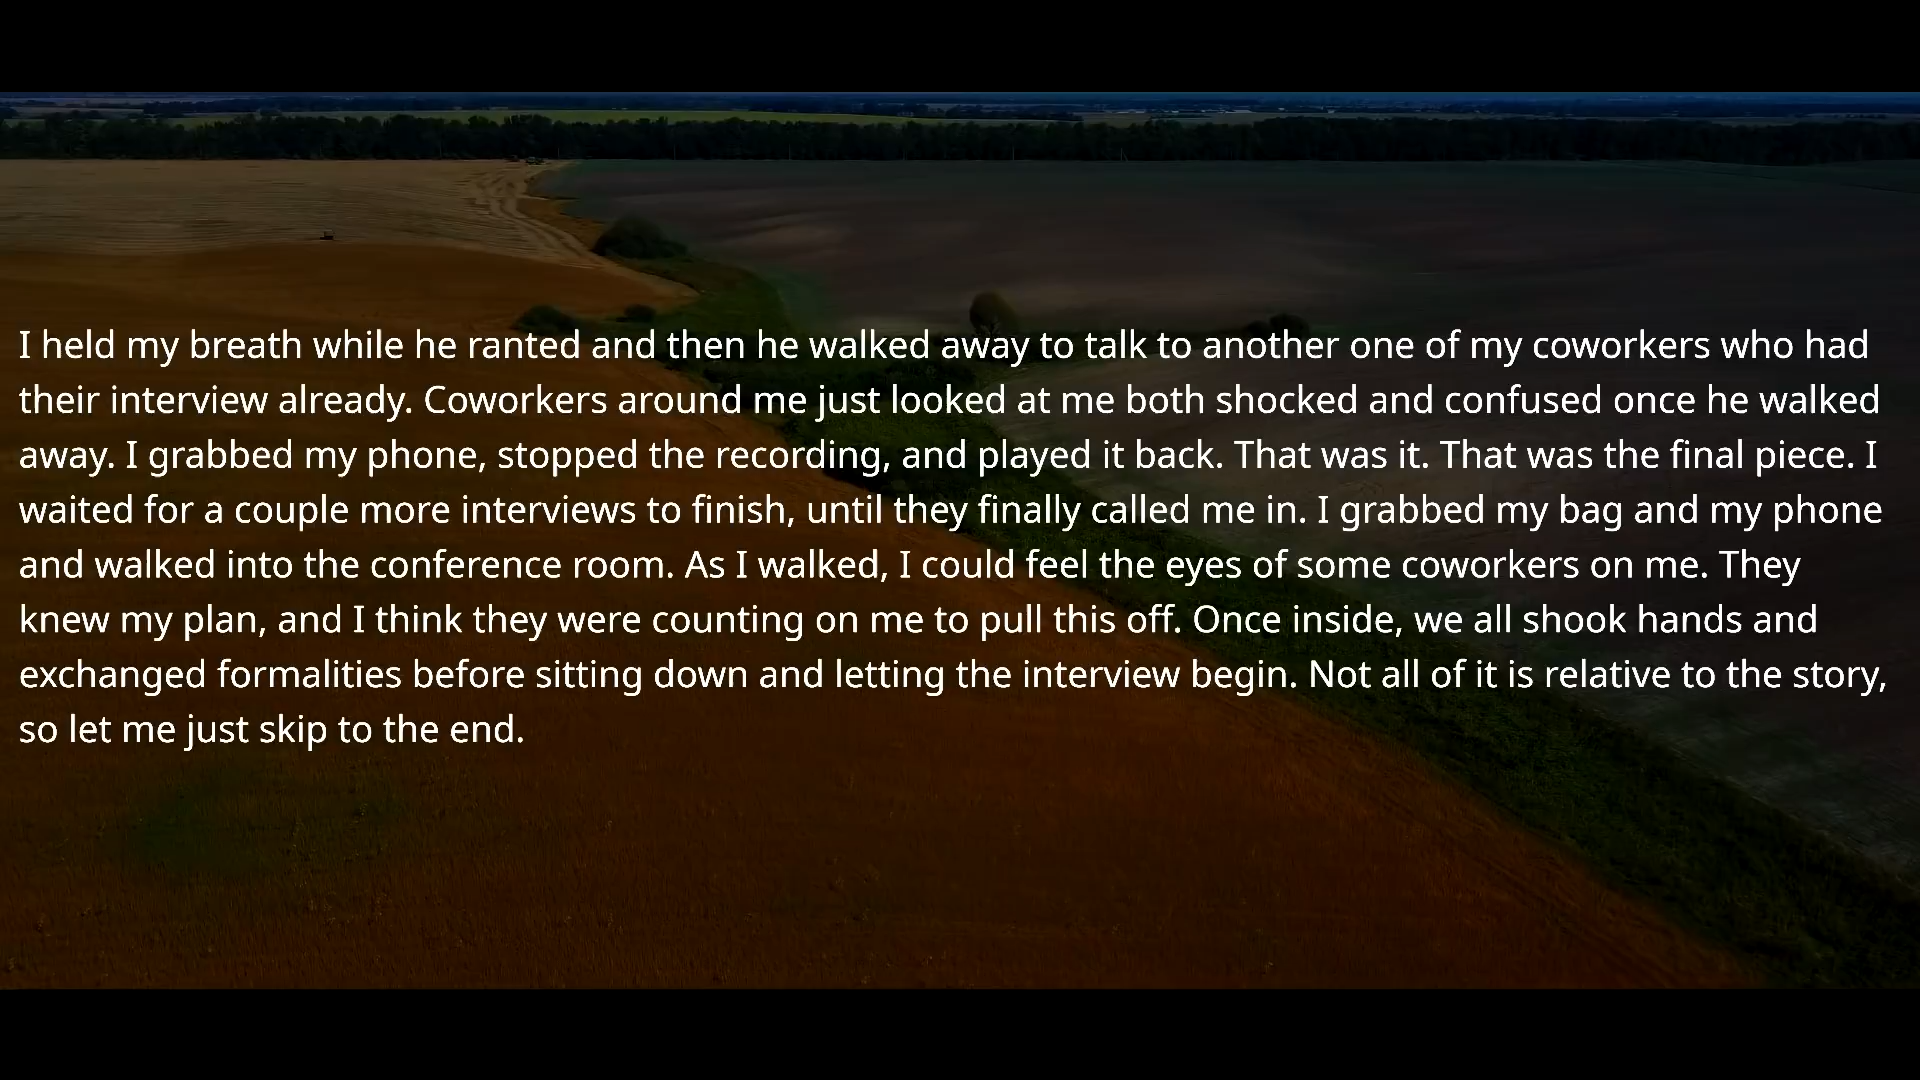 I held my breath while he ranted and then he walked away to talk to another one of my coworkers who had
their interview already. Coworkers around me just looked at me both shocked and confused once he walked
away. I grabbed my phone, stopped the recording, and played it back. That was it. That was the final piece. I
waited for a couple more interviews to finish, until they finally called me in. I grabbed my bag and my phone
and walked into the conference room. As I walked, I could feel the eyes of some coworkers on me. They
knew my plan, and I think they were counting on me to pull this off. Once inside, we all shook hands and
exchanged formalities before sitting down and letting the interview begin. Not all of it is relative to the story,
so let me just skip to the end.